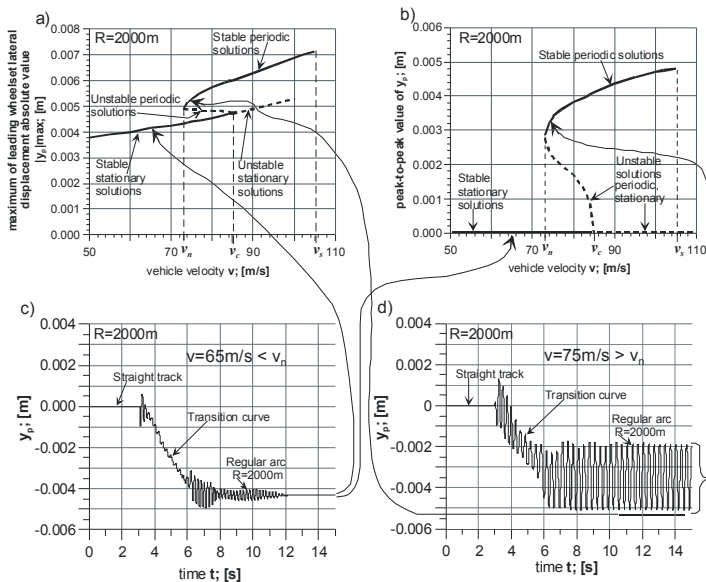 a)
R=2000m
Stable periodic
solutions
Unstable periodic
solutions
Stable
stationary
solutions
Unstable
stationary
solutions
maximum of leading wheelset lateral
displacement absolute value
|yp|max; [m]
0.008
0.007
0.006
0.005
0.004
0.003
0.002
0.001
0.000
50 70 90 110
vn vc vs
vehicle velocity v; [m/s]
b)
R=2000m
Stable periodic solutions
Unstable
solutions
periodic,
stationary
Stable
stationary
solutions
peak-to-peak value of yp; [m]
0.006
0.005
0.004
0.003
0.002
0.001
0.000
50 70 90 110
vn vc vs
vehicle velocity v; [m/s]
c)
R=2000m
v=65m/s < vn
Straight track
Transition curve
Regular arc
R=2000m
yp; [m]
0.004
0.002
0.000
-0.002
-0.004
-0.006
0 2 4 6 8 10 12 14
time t; [s]
d)
R=2000m
v=75m/s > vn
Straight track
Transition curve
Regular arc
R=2000m
yp; [m]
0.004
0.002
0
-0.002
-0.004
-0.006
0 2 4 6 8 10 12 14
time t; [s]